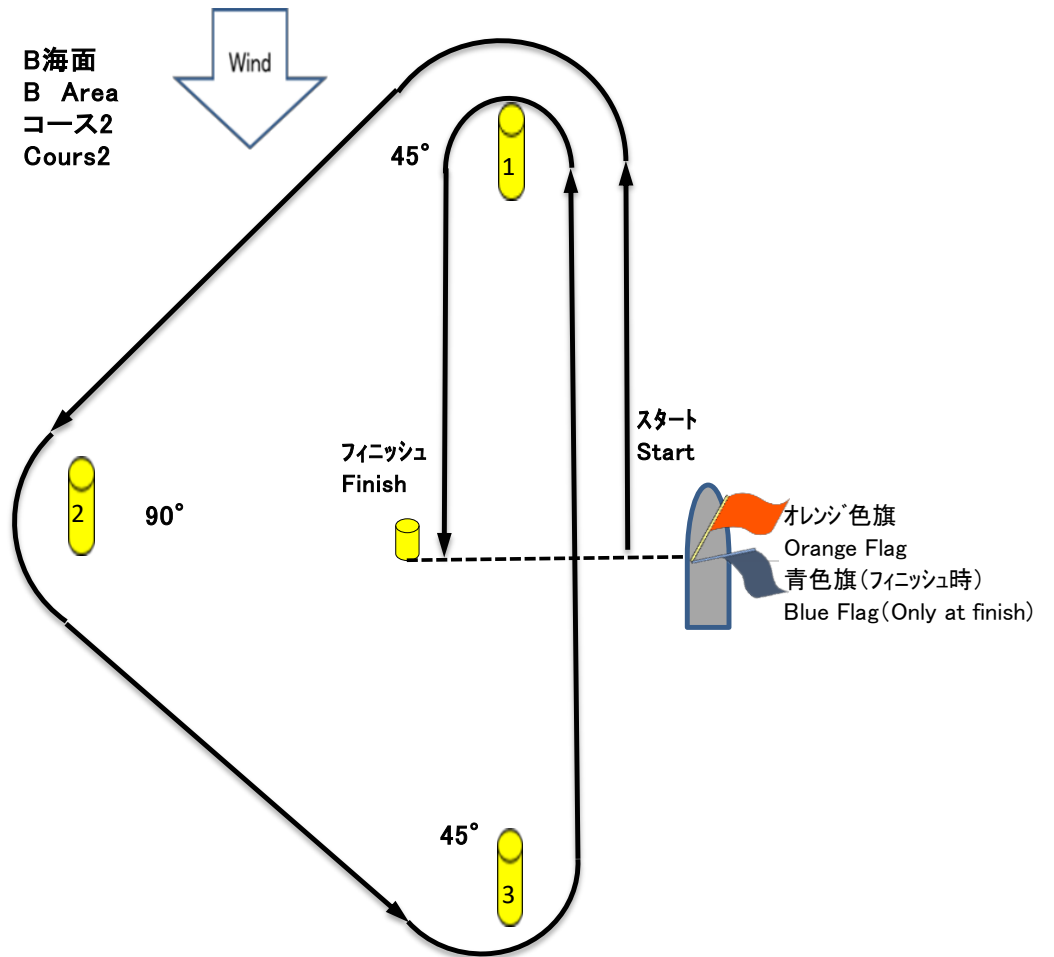 B海面
B Area
コース2
Cours2
Wind
45°
1
スタート
Start
フィニッシュ
Finish
2
90°
オレンジ色旗
Orange Flag
青色旗(フィニッシュ時)
Blue Flag(Only at finish)
45°
3